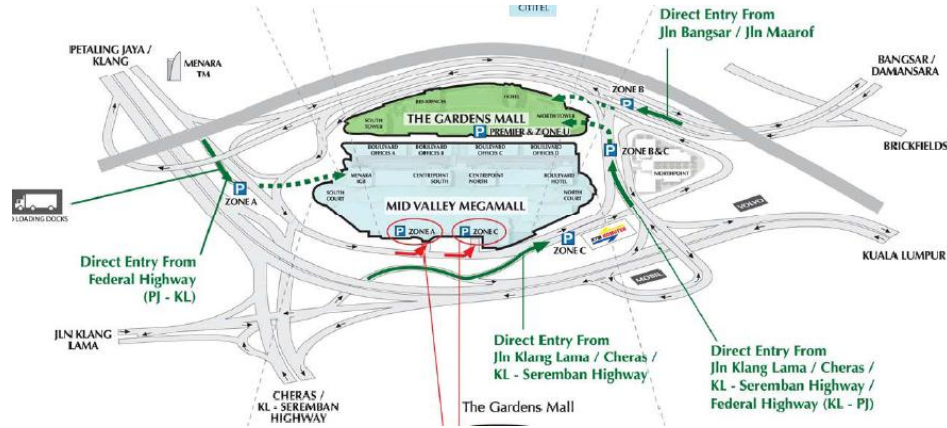 CITITEL
Direct Entry From
Jln Bangsar / Jln Maarof
PETALING JAYA /
KLANG
MENARA
TM
BANGSAR /
DAMANSARA
ZONE B
RESIDENCES
HOTEL
THE GARDENS MALL
SOUTH
TOWER
NORTH TOWER
P PREMIER & ZONE U
BRICKFIELDS
BOULEVARD
OFFICES A
BOULEVARD
OFFICES B
BOULEVARD
OFFICES C
BOULEVARD
OFFICES D
P ZONE B & C
NORTHPOINT
MENARA
IGB
CENTREPOINT
SOUTH
CENTREPOINT
NORTH
BOULEVARD
HOTEL
P
ZONE A
LOADING DOCKS
SOUTH
COURT
NORTH
COURT
MID VALLEY MEGAMALL
VOLVO
P ZONE A
P ZONE C
P
ZONE C
KUALA LUMPUR
MOBIL
Direct Entry From
Federal Highway
(PJ - KL)
JLN KLANG
LAMA
Direct Entry From
Jln Klang Lama / Cheras /
KL - Seremban Highway
Direct Entry From
Jln Klang Lama / Cheras /
KL - Seremban Highway /
Federal Highway (KL - PJ)
CHERAS /
KL - SEREMBAN
HIGHWAY
The Gardens Mall